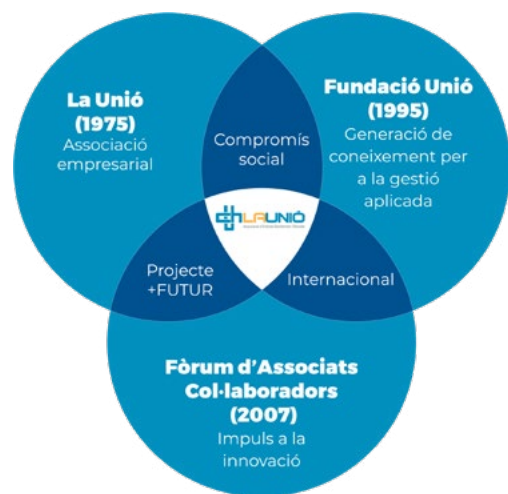 La Unió
(1975)
Associació
empresarial
Compromís
social
Fundació Unió
(1995)
Generació de
coneixement per
a la gestió
aplicada
LAUNIÓ
Projecte
+FUTUR
Internacional
Fòrum d'Associats
Col·laboradors
(2007)
Impuls a la
innovació